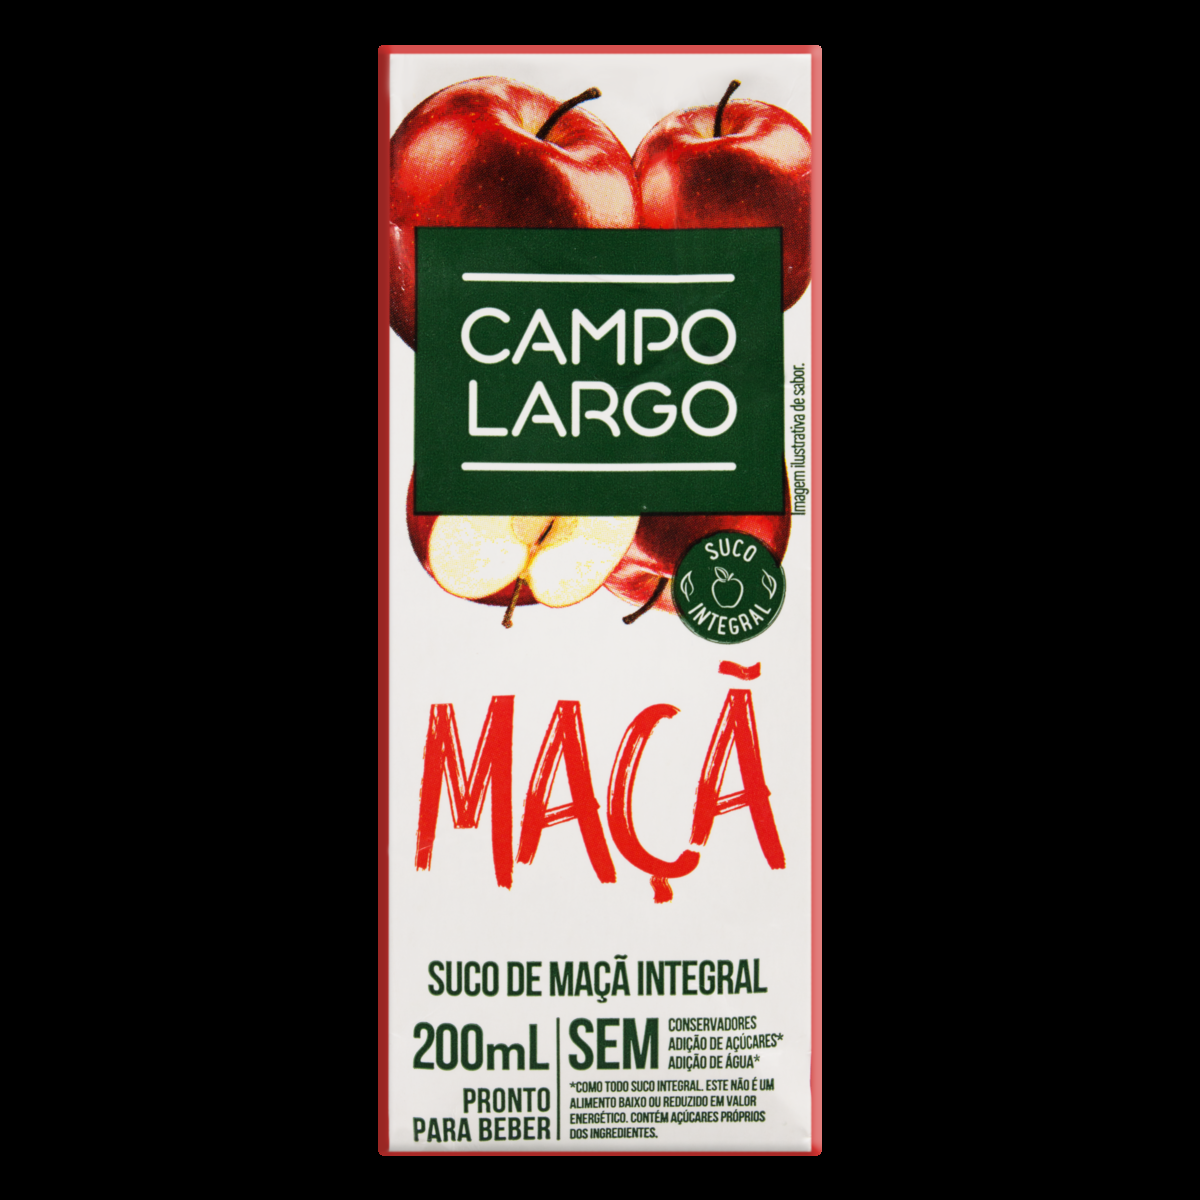 CAMPO
LARGO
Imagem ilustrativa de sabor.
SUCO
INTEGRAL
MAÇÃ
SUCO DE MAÇÃ INTEGRAL
200mL
PRONTO
PARA BEBER
SEM
CONSERVADORES
ADIÇÃO DE AÇÚCARES*
ADIÇÃO DE ÁGUA*
*COMO TODO SUCO INTEGRAL, ESTE NÃO É UM
ALIMENTO BAIXO OU REDUZIDO EM VALOR
ENERGÉTICO. CONTÉM AÇÚCARES PRÓPRIOS
DOS INGREDIENTES.